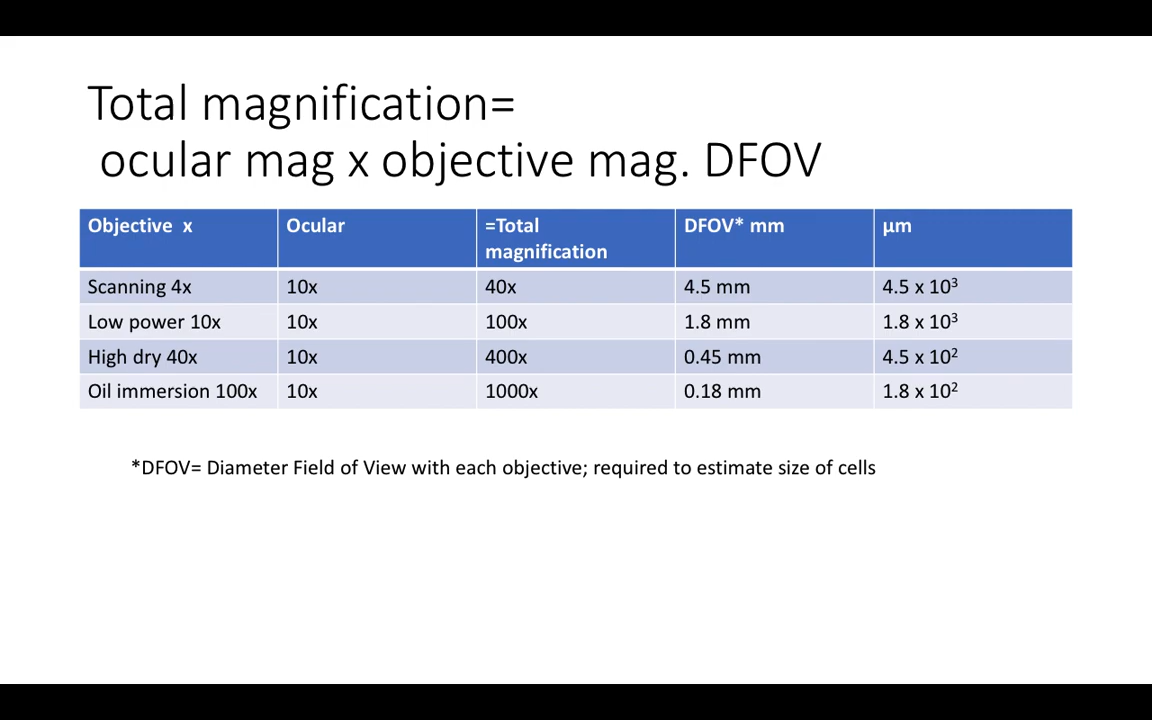 Total magnification=
ocular mag x objective mag. DFOV
Objective x Ocular =Total magnification DFOV* mm µm
Scanning 4x 10x 40x 4.5 mm 4.5 x 10³
Low power 10x 10x 100x 1.8 mm 1.8 x 10³
High dry 40x 10x 400x 0.45 mm 4.5 x 10²
Oil immersion 100x 10x 1000x 0.18 mm 1.8 x 10²
*DFOV= Diameter Field of View with each objective; required to estimate size of cells